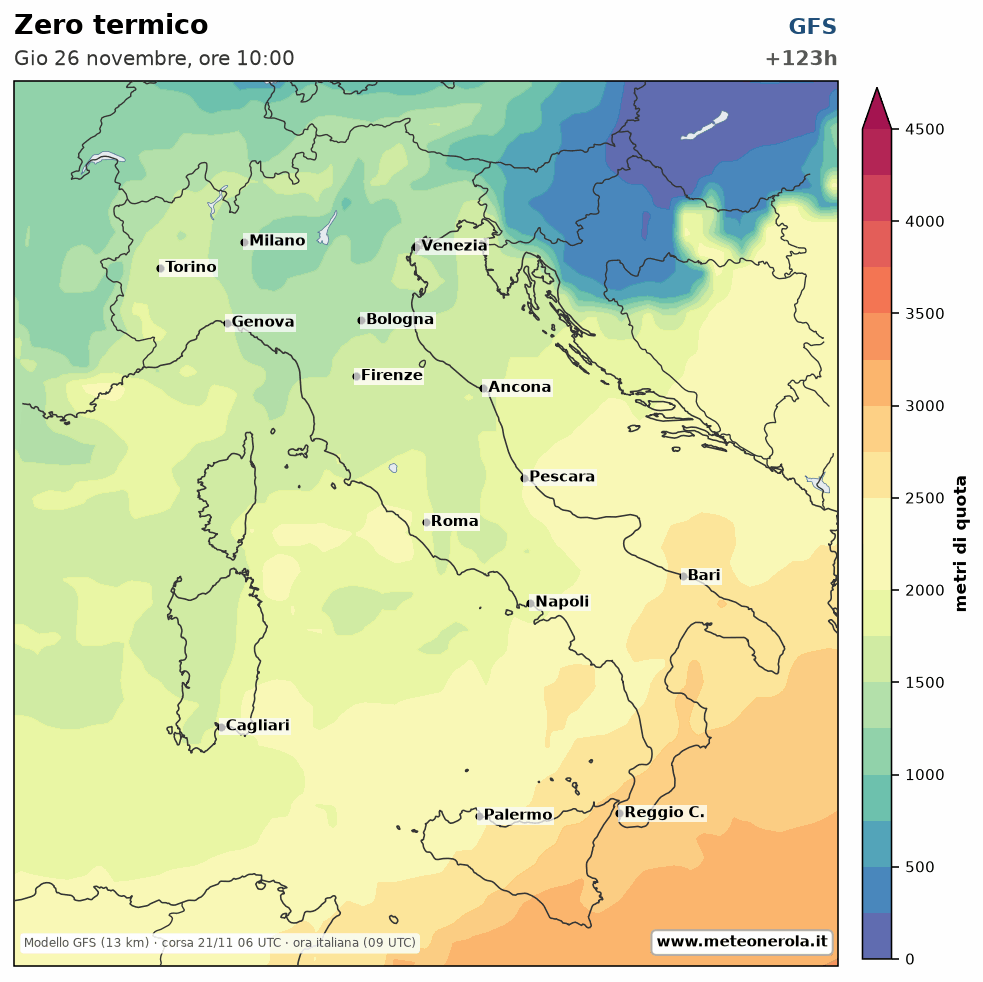 Zero termico
GFS
Gio 26 novembre, ore 10:00
+123h
Milano
Venezia
Torino
Genova
Bologna
Firenze
Ancona
Pescara
Roma
Bari
Napoli
Cagliari
Palermo
Reggio C.
Modello GFS (13 km) · corsa 21/11 06 UTC · ora italiana (09 UTC)
www.meteonerola.it
4500
4000
3500
3000
2500
2000
1500
1000
500
0
metri di quota